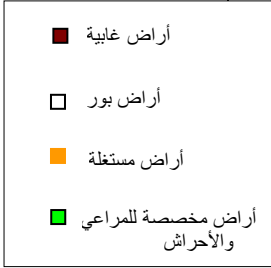 أراض غابية
أراض بور
أراض مستغلة
أراض مخصصة للمراعي
والأحراش